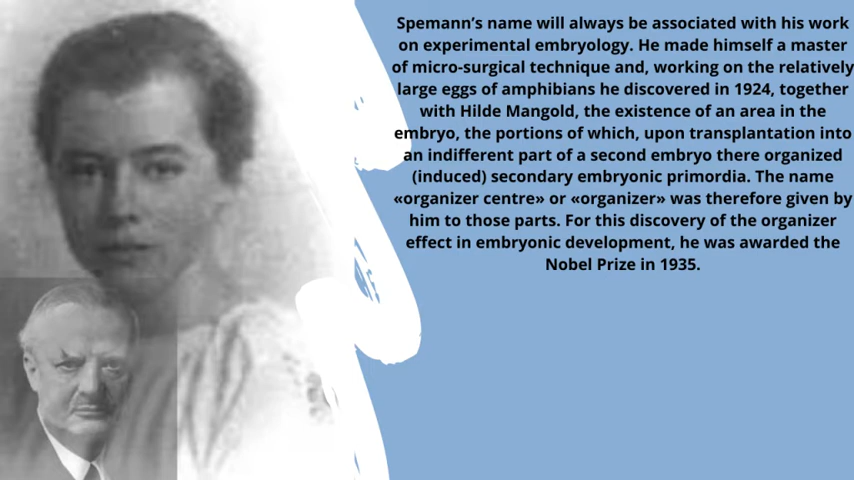 Spemann’s name will always be associated with his work
on experimental embryology. He made himself a master
of micro-surgical technique and, working on the relatively
large eggs of amphibians he discovered in 1924, together
with Hilde Mangold, the existence of an area in the
embryo, the portions of which, upon transplantation into
an indifferent part of a second embryo there organized
(induced) secondary embryonic primordia. The name
«organizer centre» or «organizer» was therefore given by
him to those parts. For this discovery of the organizer
effect in embryonic development, he was awarded the
Nobel Prize in 1935.